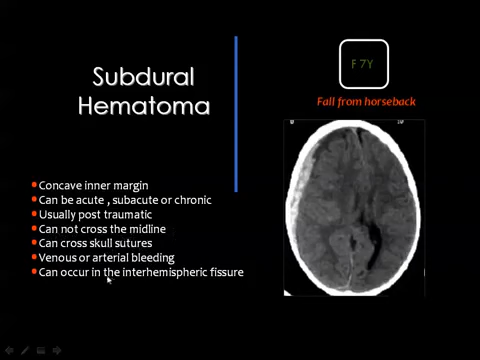 Subdural
Hematoma
F 7Y
Fall from horseback
Concave inner margin
Can be acute , subacute or chronic
Usually post traumatic
Can not cross the midline
Can cross skull sutures
Venous or arterial bleeding
Can occur in the interhemispheric fissure